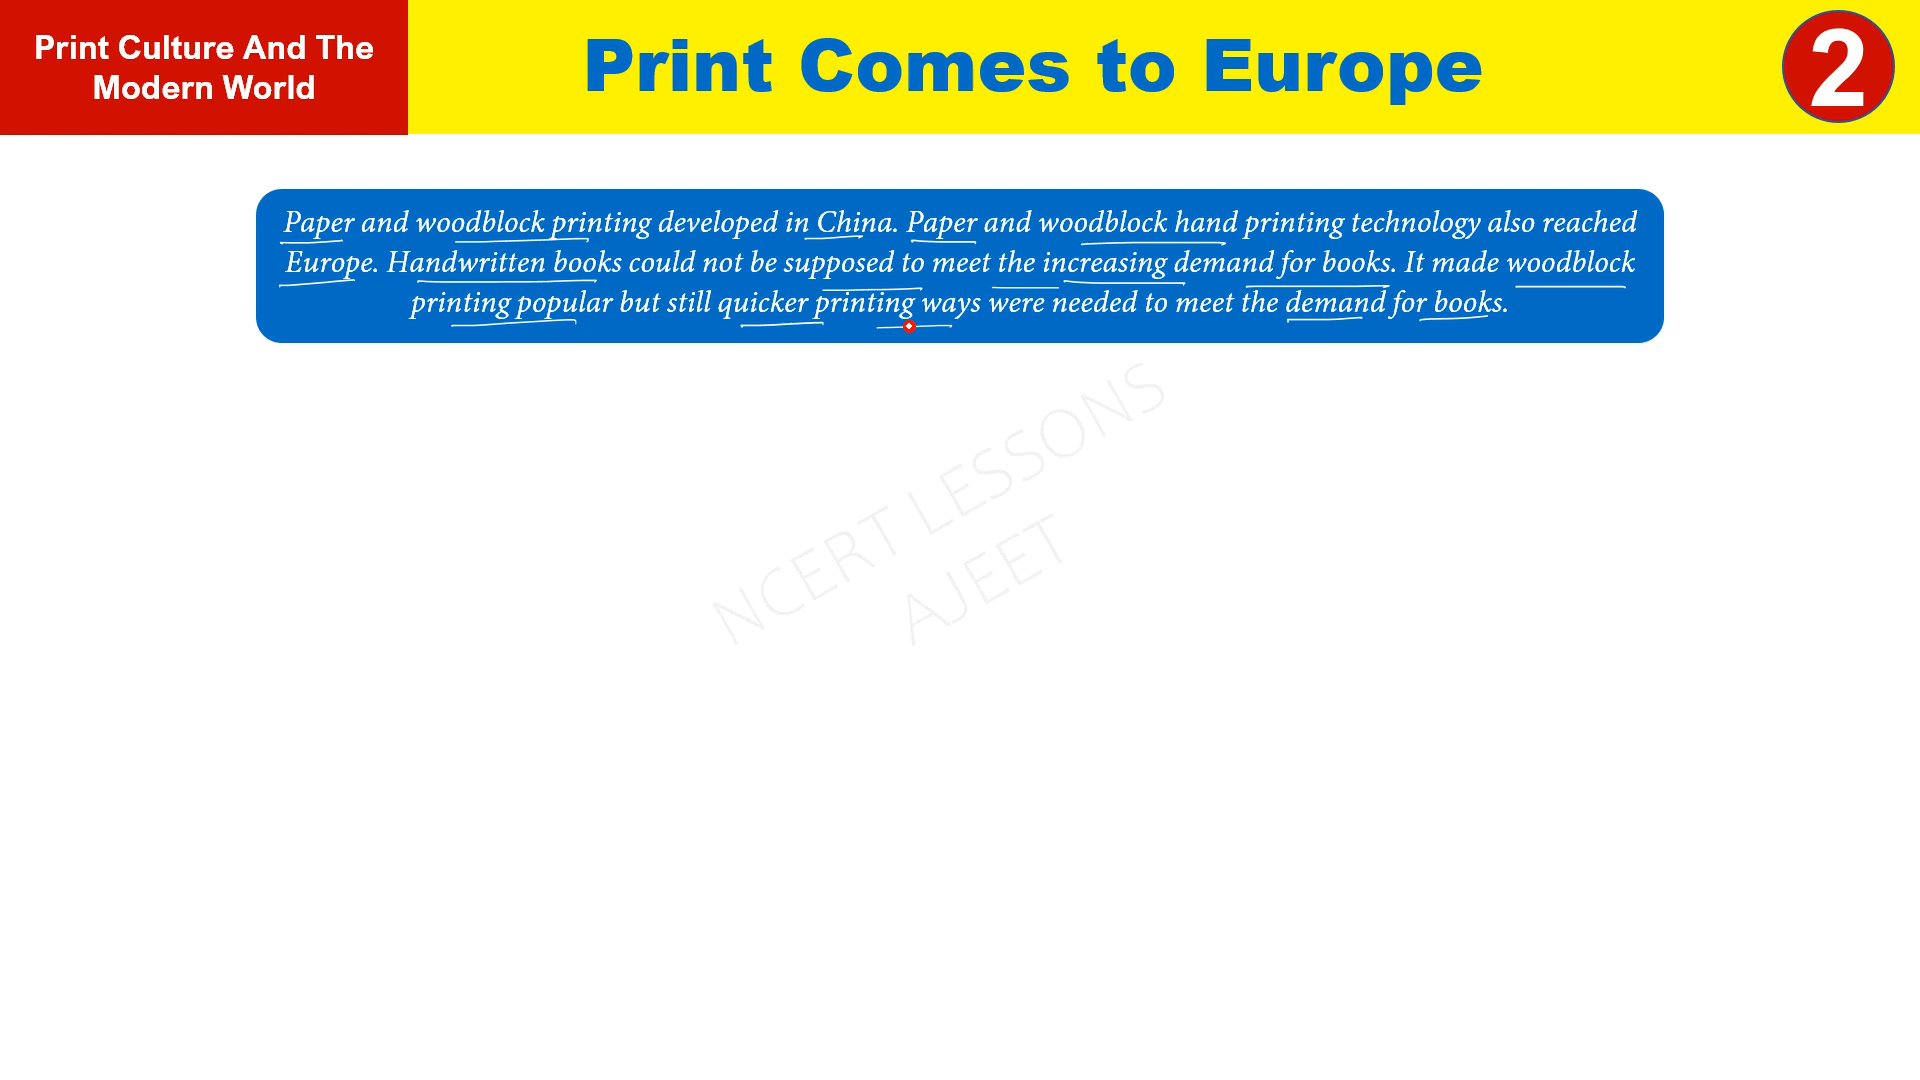 Print Culture And The
Modern World
Print Comes to Europe
2
Paper and woodblock printing developed in China. Paper and woodblock hand printing technology also reached
Europe. Handwritten books could not be supposed to meet the increasing demand for books. It made woodblock
printing popular but still quicker printing ways were needed to meet the demand for books.
NCERT LESSONS
AJEET